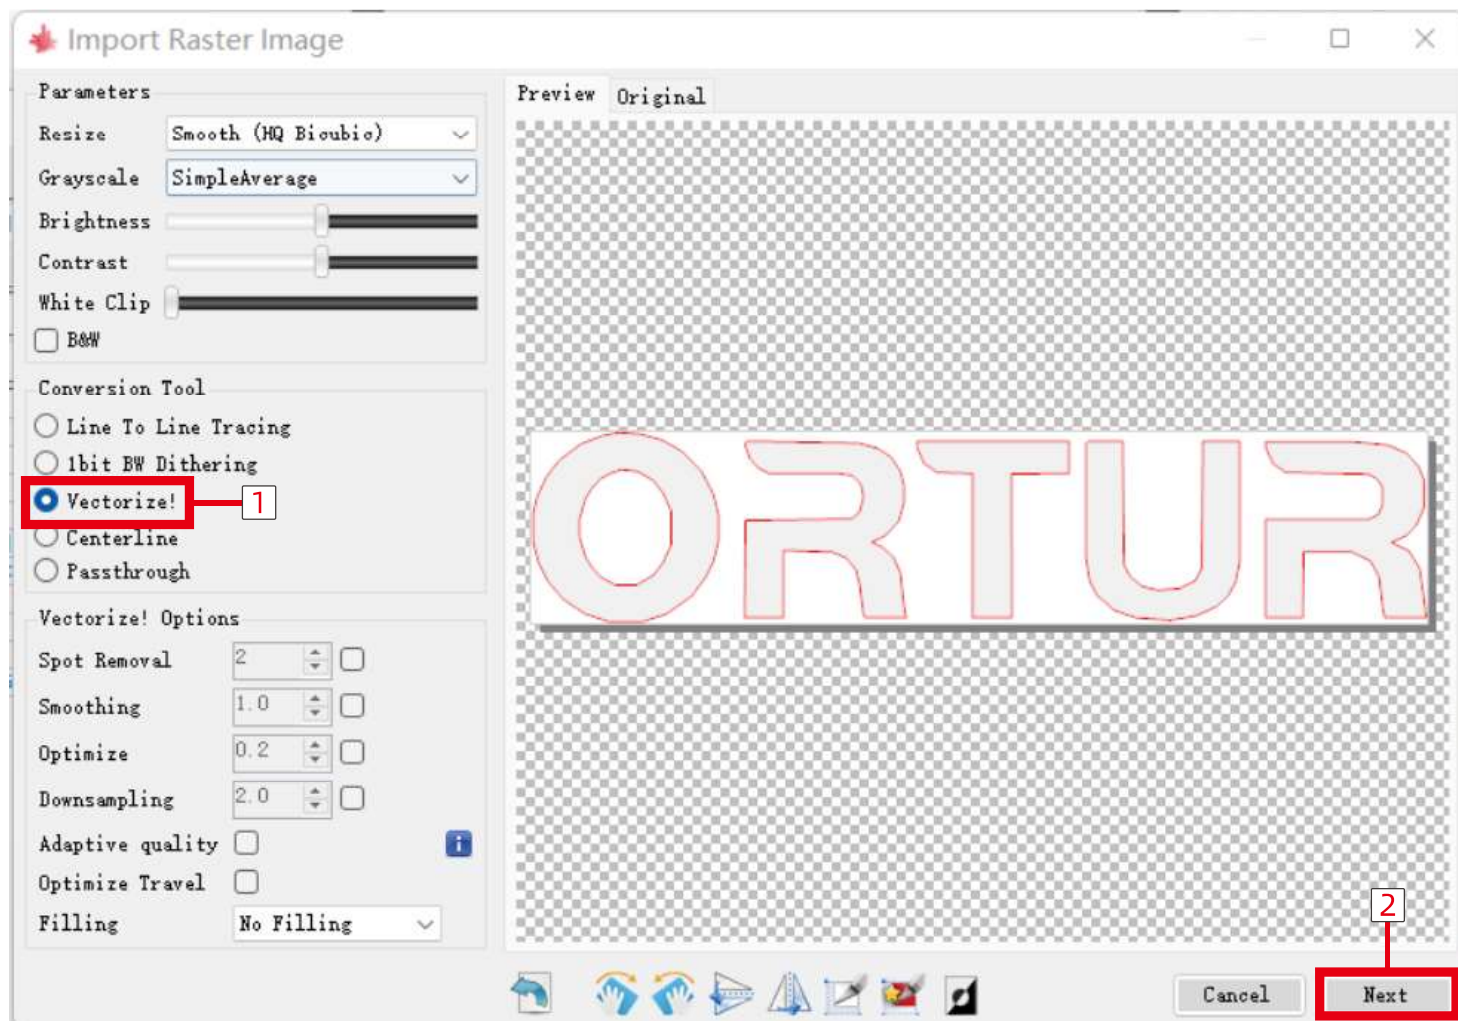 Import Raster Image
Parameters
Resize Smooth (HQ Bicubic)
Grayscale SimpleAverage
Brightness
Contrast
White Clip
B&W
Conversion Tool
Line To Line Tracing
1bit BW Dithering
Vectorize! 1
Centerline
Passthrough
Vectorize! Options
Spot Removal 2
Smoothing 1.0
Optimize 0.2
Downsampling 2.0
Adaptive quality
Optimize Travel
Filling No Filling
Preview Original
ORTUR
2
Cancel Next